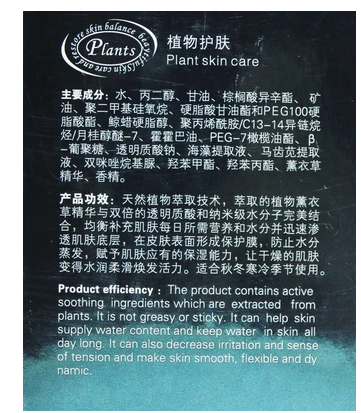 restore skin balance beautiful
Skin care and
Plants
植物护肤
Plant skin care
主要成分：水、丙二醇、甘油、棕榈酸异辛酯、矿
油、聚二甲基硅氧烷、硬脂酸甘油酯和PEG100硬
脂酸酯、鲸蜡硬脂醇、聚丙烯酰胺/C13-14异链烷
烃/月桂醇醚-7、霍霍巴油、PEG-7橄榄油酯、β
-葡聚糖、透明质酸钠、海藻提取液、马齿苋提取
液、双咪唑烷基脲、羟苯甲酯、羟苯丙酯、薰衣草
精华、香精。
产品功效：天然植物萃取技术，萃取的植物薰衣
草精华与双倍的透明质酸和纳米级水分子完美结
合，均衡补充肌肤每日所需营养和水分并迅速渗
透肌肤底层，在皮肤表面形成保护膜，防止水分
蒸发，赋予肌肤应有的保湿能力，让干燥的肌肤
变得水润柔滑焕发活力。适合秋冬寒冷季节使用。
Product efficiency：The product contains active
soothing ingredients which are extracted from
plants. It is not greasy or sticky. It can help skin
supply water content and keep water in skin all
day long. It can also decrease irritation and sense
of tension and make skin smooth, flexible and dy
namic.